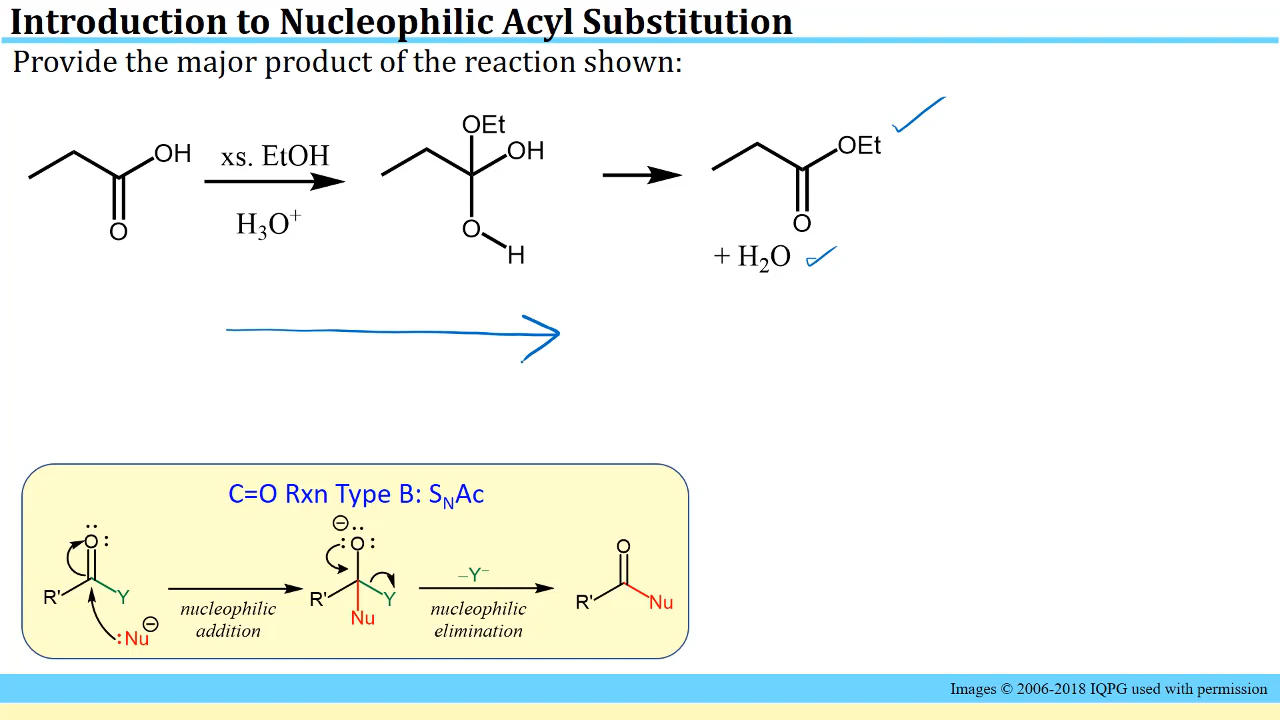 Introduction to Nucleophilic Acyl Substitution
Provide the major product of the reaction shown:
OH
O
xs. EtOH
H₃O⁺
OEt
OH
O
H
OEt
O
+ H₂O
C=O Rxn Type B: SₙAc
O
R'
Y
:Nu⊖
nucleophilic
addition
⊖
:O:
R'
Y
Nu
–Y⁻
nucleophilic
elimination
O
R'
Nu
Images © 2006-2018 IQPG used with permission